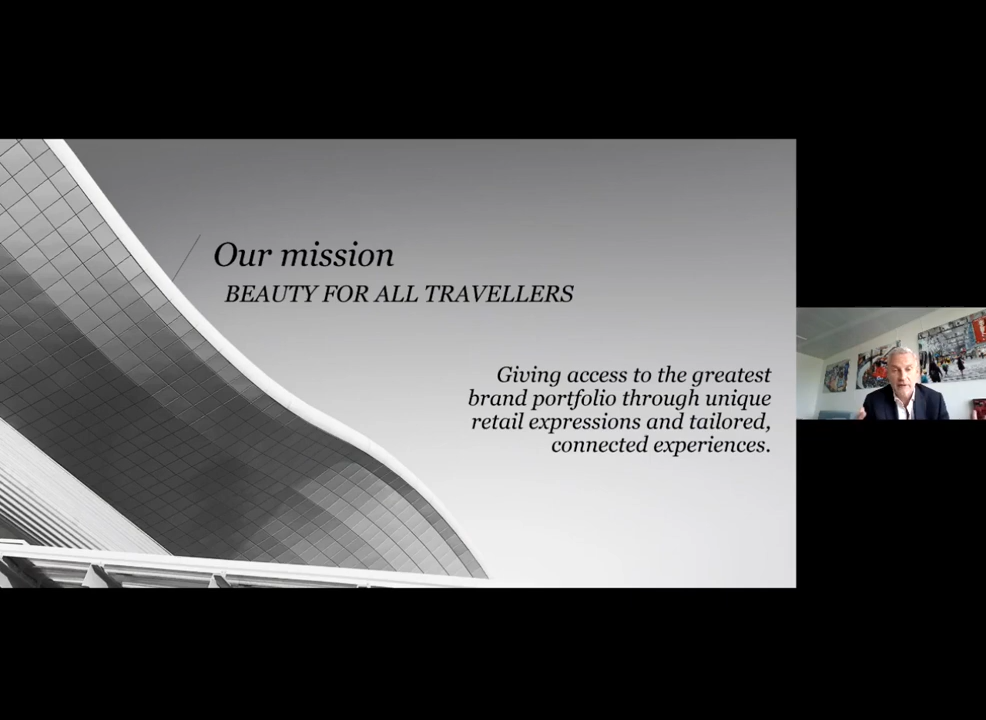 Our mission
BEAUTY FOR ALL TRAVELLERS
Giving access to the greatest
brand portfolio through unique
retail expressions and tailored,
connected experiences.